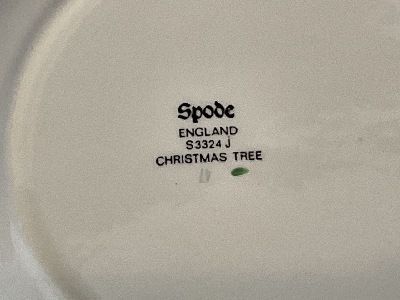 Spode
ENGLAND
S3324 J
CHRISTMAS TREE